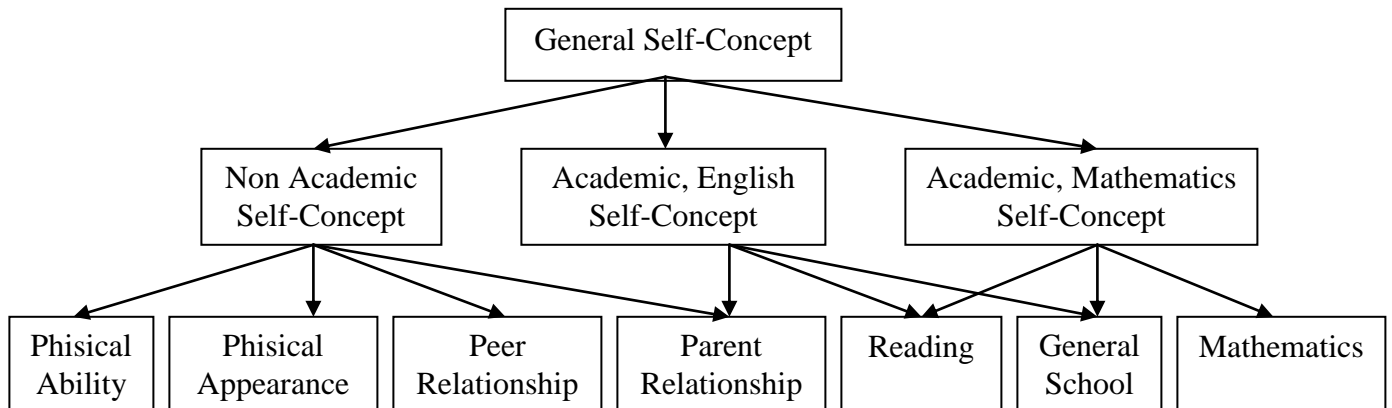 General Self-Concept
Non Academic
Self-Concept
Academic, English
Self-Concept
Academic, Mathematics
Self-Concept
Phisical
Ability
Phisical
Appearance
Peer
Relationship
Parent
Relationship
Reading
General
School
Mathematics